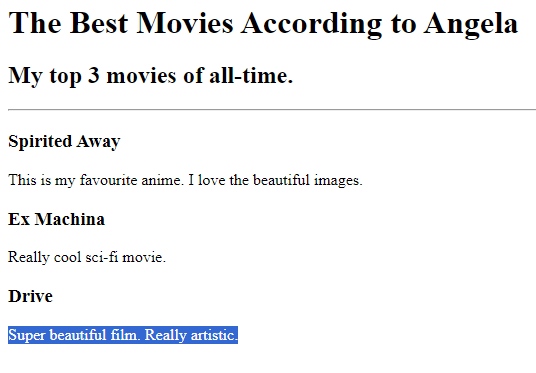 The Best Movies According to Angela
My top 3 movies of all-time.
Spirited Away
This is my favourite anime. I love the beautiful images.
Ex Machina
Really cool sci-fi movie.
Drive
Super beautiful film. Really artistic.